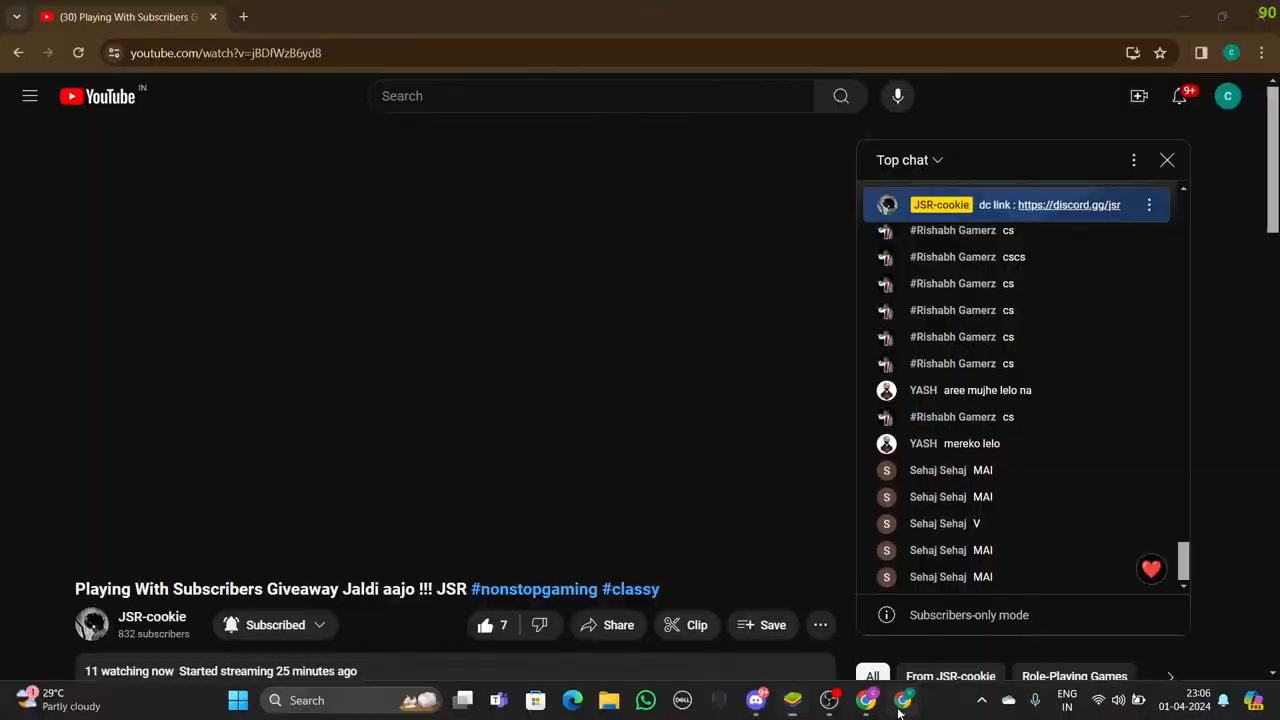 (30) Playing With Subscribers G
90
youtube.com/watch?v=jBDfWzB6yd8
YouTube IN
Search
9+
C
Top chat
JSR-cookie dc link : https://discord.gg/jsr
#Rishabh Gamerz cs
#Rishabh Gamerz cscs
#Rishabh Gamerz cs
#Rishabh Gamerz cs
#Rishabh Gamerz cs
#Rishabh Gamerz cs
YASH aree mujhe lelo na
#Rishabh Gamerz cs
YASH mereko lelo
S Sehaj Sehaj MAI
S Sehaj Sehaj MAI
S Sehaj Sehaj V
S Sehaj Sehaj MAI
S Sehaj Sehaj MAI
Subscribers-only mode
Playing With Subscribers Giveaway Jaldi aajo !!! JSR #nonstopgaming #classy
JSR-cookie
832 subscribers
Subscribed
7
Share
Clip
Save
11 watching now Started streaming 25 minutes ago
All
From JSR-cookie
Role-Playing Games
1
29°C
Partly cloudy
Search
DELL
9+
ENG
IN
23:06
01-04-2024
PRE